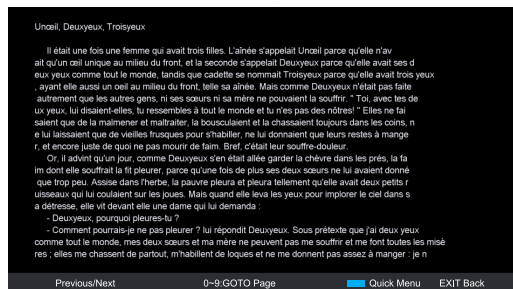 Unœil, Deuxyeux, Troisyeux
Il était une fois une femme qui avait trois filles. L'aînée s'appelait Unœil parce qu'elle n'av
ait qu'un œil unique au milieu du front, et la seconde s'appelait Deuxyeux parce qu'elle avait ses d
eux yeux comme tout le monde, tandis que cadette se nommait Troisyeux parce qu'elle avait trois yeux
, ayant elle aussi un oeil au milieu du front, telle sa aînée. Mais comme Deuxyeux n'était pas faite
autrement que les autres gens, ni ses sœurs ni sa mère ne pouvaient la souffrir. " Toi, avec tes de
ux yeux, lui disaient-elles, tu ressembles à tout le monde et tu n'es pas des nôtres! " Elles ne fai
saient que de la malmener et maltraiter, la bousculaient et la chassaient toujours dans les coins, n
e lui laissaient que de vieilles frusques pour s'habiller, ne lui donnaient que leurs restes à mange
r, et encore juste de quoi ne pas mourir de faim. Bref, c'était leur souffre-douleur.
Or, il advint qu'un jour, comme Deuxyeux s'en était allée garder la chèvre dans les prés, la fa
im dont elle souffrait la fit pleurer, parce qu'une fois de plus ses deux sœurs ne lui avaient donné
que trop peu. Assise dans l'herbe, la pauvre pleura et pleura tellement qu'elle avait deux petits r
uisseaux qui lui coulaient sur les joues. Mais quand elle leva les yeux pour implorer le ciel dans s
a détresse, elle vit devant elle une dame qui lui demanda :
- Deuxyeux, pourquoi pleures-tu ?
- Comment pourrais-je ne pas pleurer ? lui répondit Deuxyeux. Sous prétexte que j'ai deux yeux
comme tout le monde, mes deux sœurs et ma mère ne peuvent pas me souffrir et me font toutes les misè
res ; elles me chassent de partout, m'habillent de loques et ne me donnent pas assez à manger : je n
Previous/Next 0~9:GOTO Page Quick Menu EXIT Back